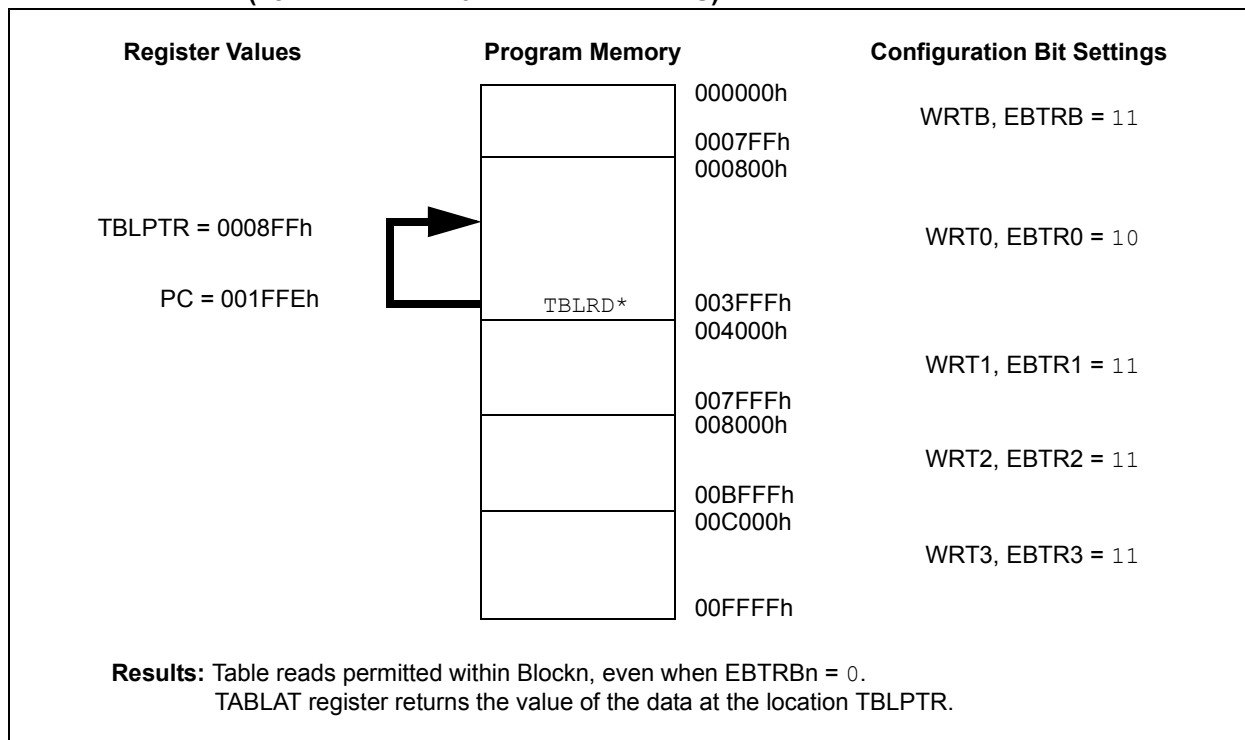 Register Values Program Memory Configuration Bit Settings
000000h
WRTB, EBTRB = 11
0007FFh
000800h
TBLPTR = 0008FFh
WRT0, EBTR0 = 10
PC = 001FFEh
TBLRD* 003FFFh
004000h
WRT1, EBTR1 = 11
007FFFh
008000h
WRT2, EBTR2 = 11
00BFFFh
00C000h
WRT3, EBTR3 = 11
00FFFFh
Results: Table reads permitted within Blockn, even when EBTRBn = 0.
TABLAT register returns the value of the data at the location TBLPTR.